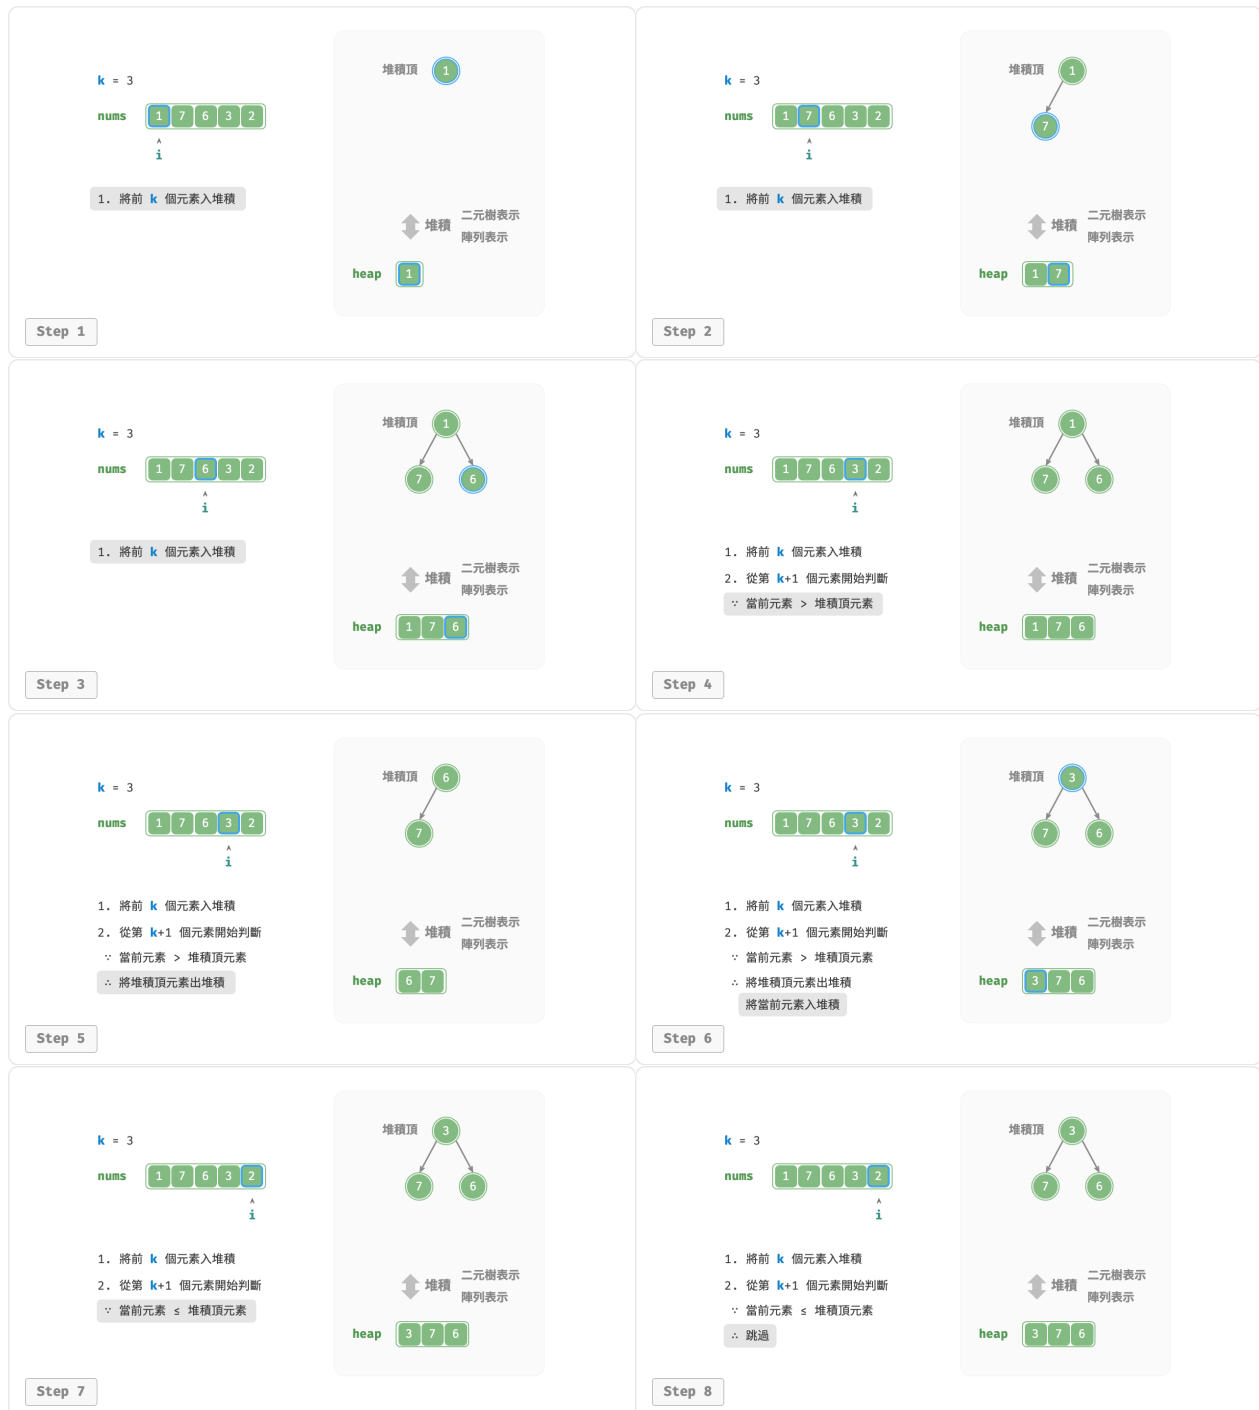 k = 3
nums 1 7 6 3 2
i
1. 將前 k 個元素入堆積
堆積頂 1
堆積 二元樹表示
陣列表示
heap 1
Step 1
k = 3
nums 1 7 6 3 2
i
1. 將前 k 個元素入堆積
堆積頂 1
7
堆積 二元樹表示
陣列表示
heap 1 7
Step 2
k = 3
nums 1 7 6 3 2
i
1. 將前 k 個元素入堆積
堆積頂 1
7 6
堆積 二元樹表示
陣列表示
heap 1 7 6
Step 3
k = 3
nums 1 7 6 3 2
i
1. 將前 k 個元素入堆積
2. 從第 k+1 個元素開始判斷
∵ 當前元素 > 堆積頂元素
堆積頂 1
7 6
堆積 二元樹表示
陣列表示
heap 1 7 6
Step 4
k = 3
nums 1 7 6 3 2
i
1. 將前 k 個元素入堆積
2. 從第 k+1 個元素開始判斷
∵ 當前元素 > 堆積頂元素
∴ 將堆積頂元素出堆積
堆積頂 6
7
堆積 二元樹表示
陣列表示
heap 6 7
Step 5
k = 3
nums 1 7 6 3 2
i
1. 將前 k 個元素入堆積
2. 從第 k+1 個元素開始判斷
∵ 當前元素 > 堆積頂元素
∴ 將堆積頂元素出堆積
將當前元素入堆積
堆積頂 3
7 6
堆積 二元樹表示
陣列表示
heap 3 7 6
Step 6
k = 3
nums 1 7 6 3 2
i
1. 將前 k 個元素入堆積
2. 從第 k+1 個元素開始判斷
∵ 當前元素 ≤ 堆積頂元素
堆積頂 3
7 6
堆積 二元樹表示
陣列表示
heap 3 7 6
Step 7
k = 3
nums 1 7 6 3 2
i
1. 將前 k 個元素入堆積
2. 從第 k+1 個元素開始判斷
∵ 當前元素 ≤ 堆積頂元素
∴ 跳過
堆積頂 3
7 6
堆積 二元樹表示
陣列表示
heap 3 7 6
Step 8